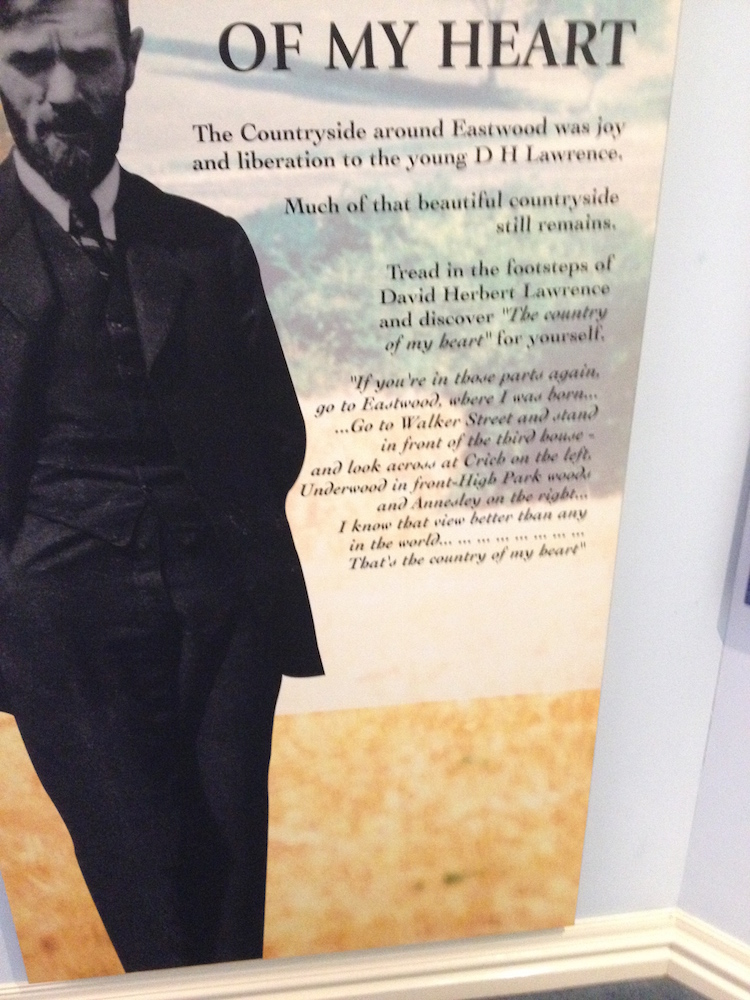 OF MY HEART
The Countryside around Eastwood was joy
and liberation to the young D H Lawrence.
Much of that beautiful countryside
still remains.
Tread in the footsteps of
David Herbert Lawrence
and discover "The country
of my heart" for yourself.
"If you're in those parts again,
go to Eastwood, where I was born...
...Go to Walker Street and stand
in front of the third house -
and look across at Crich on the left,
Underwood in front-High Park woods
and Annesley on the right...
I know that view better than any
in the world... ... ... ... ... ... ... ...
That's the country of my heart"